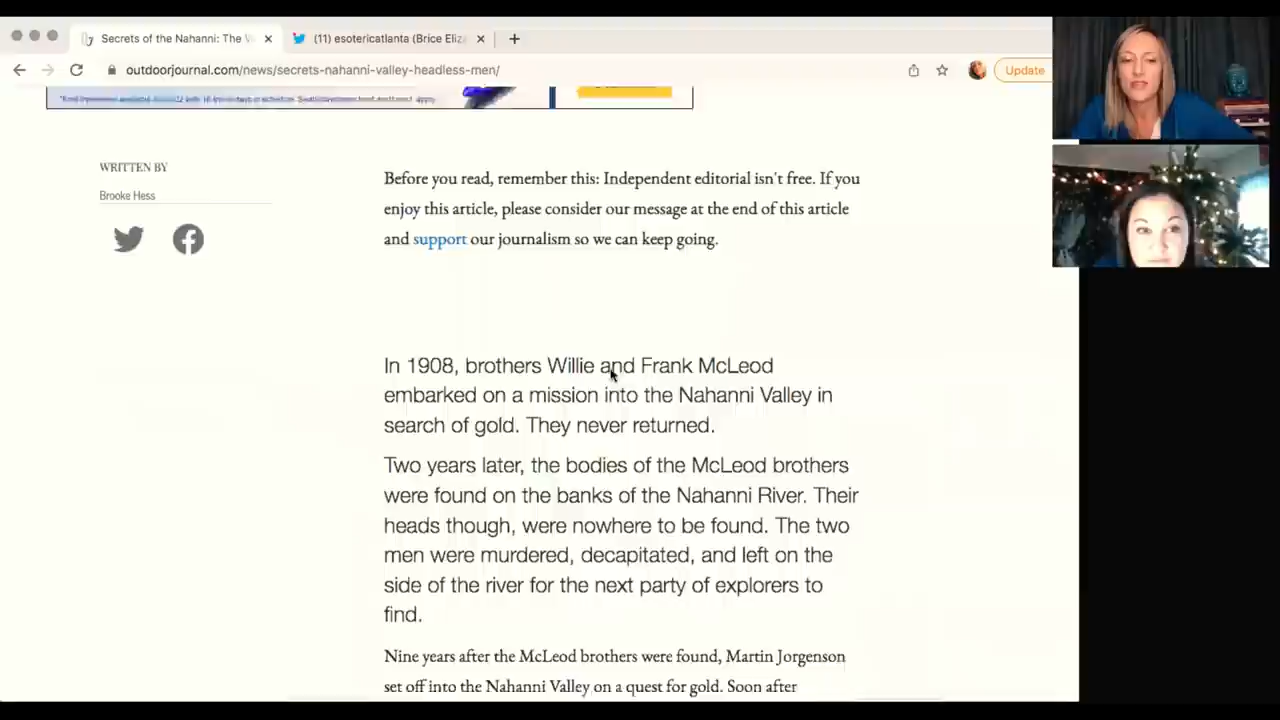 Secrets of the Nahanni: The V
(11) esotericatlanta (Brice Eliza
outdoorjournal.com/news/secrets-nahanni-valley-headless-men/
Update
WRITTEN BY
Brooke Hess
Before you read, remember this: Independent editorial isn't free. If you
enjoy this article, please consider our message at the end of this article
and support our journalism so we can keep going.
In 1908, brothers Willie and Frank McLeod
embarked on a mission into the Nahanni Valley in
search of gold. They never returned.
Two years later, the bodies of the McLeod brothers
were found on the banks of the Nahanni River. Their
heads though, were nowhere to be found. The two
men were murdered, decapitated, and left on the
side of the river for the next party of explorers to
find.
Nine years after the McLeod brothers were found, Martin Jorgenson
set off into the Nahanni Valley on a quest for gold. Soon after